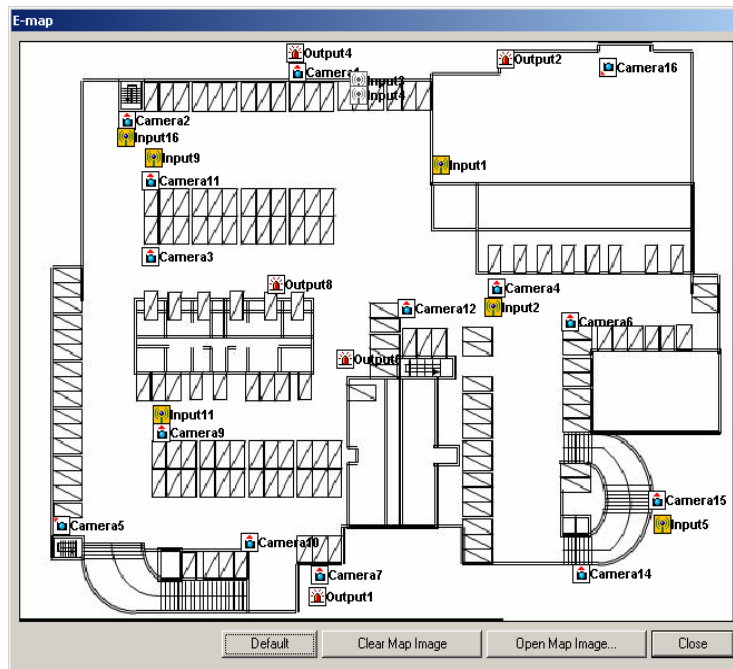 E-map
Output4
Output2
Camera1
Camera16
Input3
Input4
Camera2
Input16
Input9
Input1
Camera11
Camera3
Output8
Camera4
Camera12
Input2
Camera6
Output6
Input11
Camera9
Camera15
Camera5
Input5
Camera10
Camera7
Camera14
Output1
Default
Clear Map Image
Open Map Image...
Close